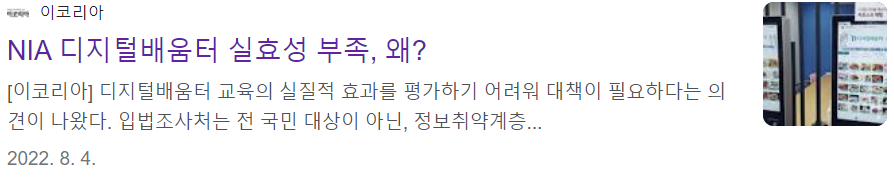 이코리아
NIA 디지털배움터 실효성 부족, 왜?
[이코리아] 디지털배움터 교육의 실질적 효과를 평가하기 어려워 대책이 필요하다는 의
견이 나왔다. 입법조사처는 전 국민 대상이 아닌, 정보취약계층...
2022. 8. 4.